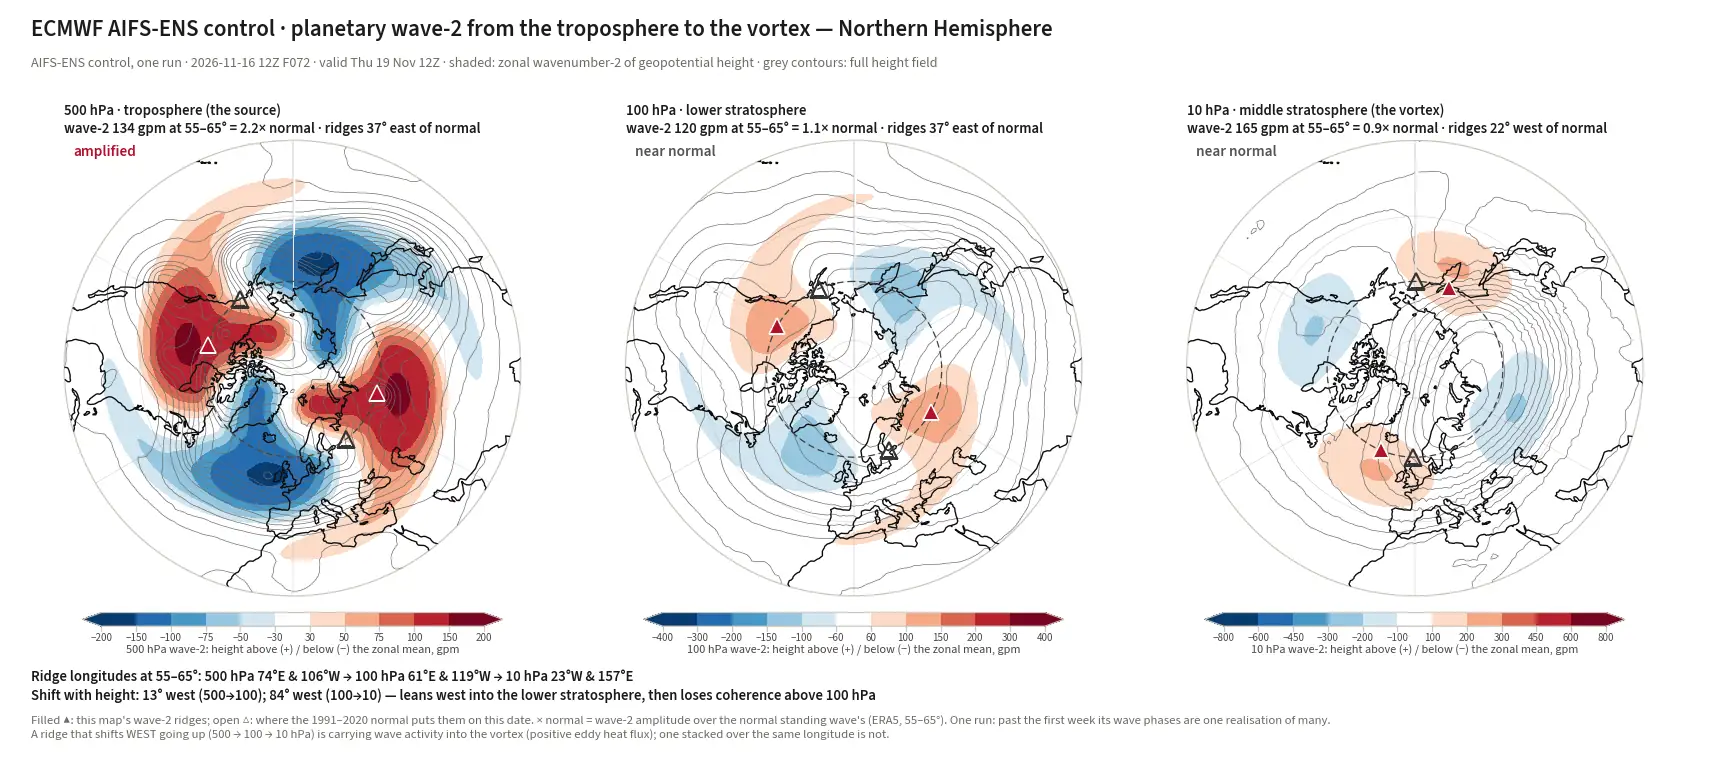 ECMWF AIFS-ENS control · planetary wave-2 from the troposphere to the vortex — Northern Hemisphere
AIFS-ENS control, one run · 2026-11-16 12Z F072 · valid Thu 19 Nov 12Z · shaded: zonal wavenumber-2 of geopotential height · grey contours: full height field
500 hPa · troposphere (the source)
wave-2 134 gpm at 55–65° = 2.2× normal · ridges 37° east of normal
amplified
100 hPa · lower stratosphere
wave-2 120 gpm at 55–65° = 1.1× normal · ridges 37° east of normal
near normal
10 hPa · middle stratosphere (the vortex)
wave-2 165 gpm at 55–65° = 0.9× normal · ridges 22° west of normal
near normal
−200 −150 −100 −75 −50 −30 30 50 75 100 150 200
500 hPa wave-2: height above (+) / below (−) the zonal mean, gpm
−400 −300 −200 −150 −100 −60 60 100 150 200 300 400
100 hPa wave-2: height above (+) / below (−) the zonal mean, gpm
−800 −600 −450 −300 −200 −100 100 200 300 450 600 800
10 hPa wave-2: height above (+) / below (−) the zonal mean, gpm
Ridge longitudes at 55–65°: 500 hPa 74°E & 106°W → 100 hPa 61°E & 119°W → 10 hPa 23°W & 157°E
Shift with height: 13° west (500→100); 84° west (100→10) — leans west into the lower stratosphere, then loses coherence above 100 hPa
Filled ▲: this map's wave-2 ridges; open △: where the 1991–2020 normal puts them on this date. × normal = wave-2 amplitude over the normal standing wave's (ERA5, 55–65°). One run: past the first week its wave phases are one realisation of many.
A ridge that shifts WEST going up (500 → 100 → 10 hPa) is carrying wave activity into the vortex (positive eddy heat flux); one stacked over the same longitude is not.